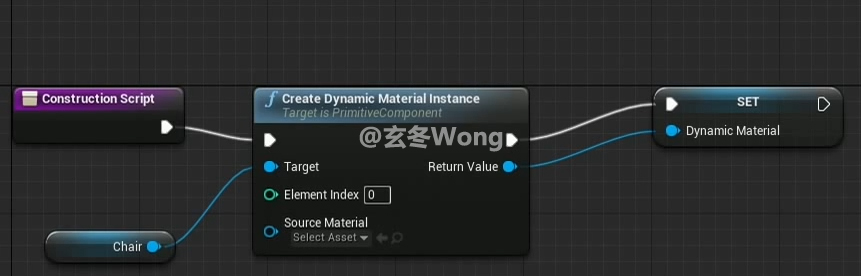 Construction Script
f Create Dynamic Material Instance
Target is PrimitiveComponent
@玄冬Wong
Target
Return Value
Element Index 0
Source Material
Select Asset
Chair
SET
Dynamic Material